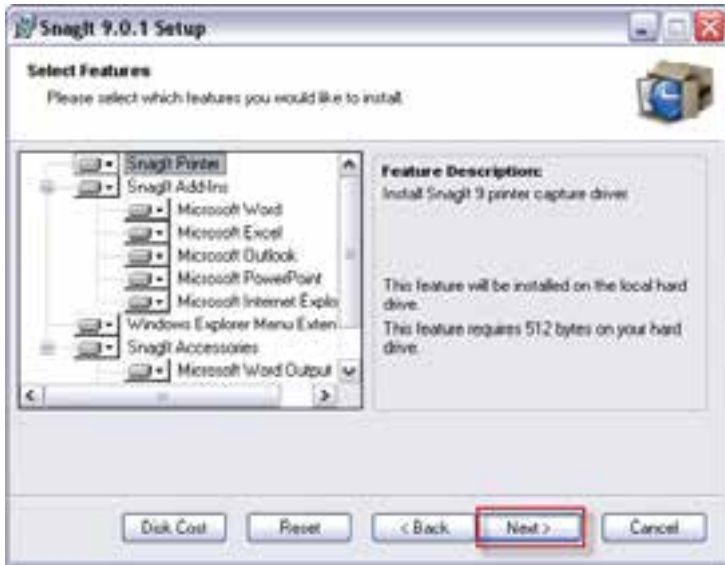 SnagIt 9.0.1 Setup
Select Features
Please select which features you would like to install.
SnagIt Printer
SnagIt Add-Ins
Microsoft Word
Microsoft Excel
Microsoft Outlook
Microsoft PowerPoint
Microsoft Internet Explo
Windows Explorer Menu Exten
SnagIt Accessories
Microsoft Word Output
Feature Description:
Install SnagIt 9 printer capture driver
This feature will be installed on the local hard
drive.
This feature requires 512 bytes on your hard
drive.
Disk Cost
Reset
< Back
Next >
Cancel